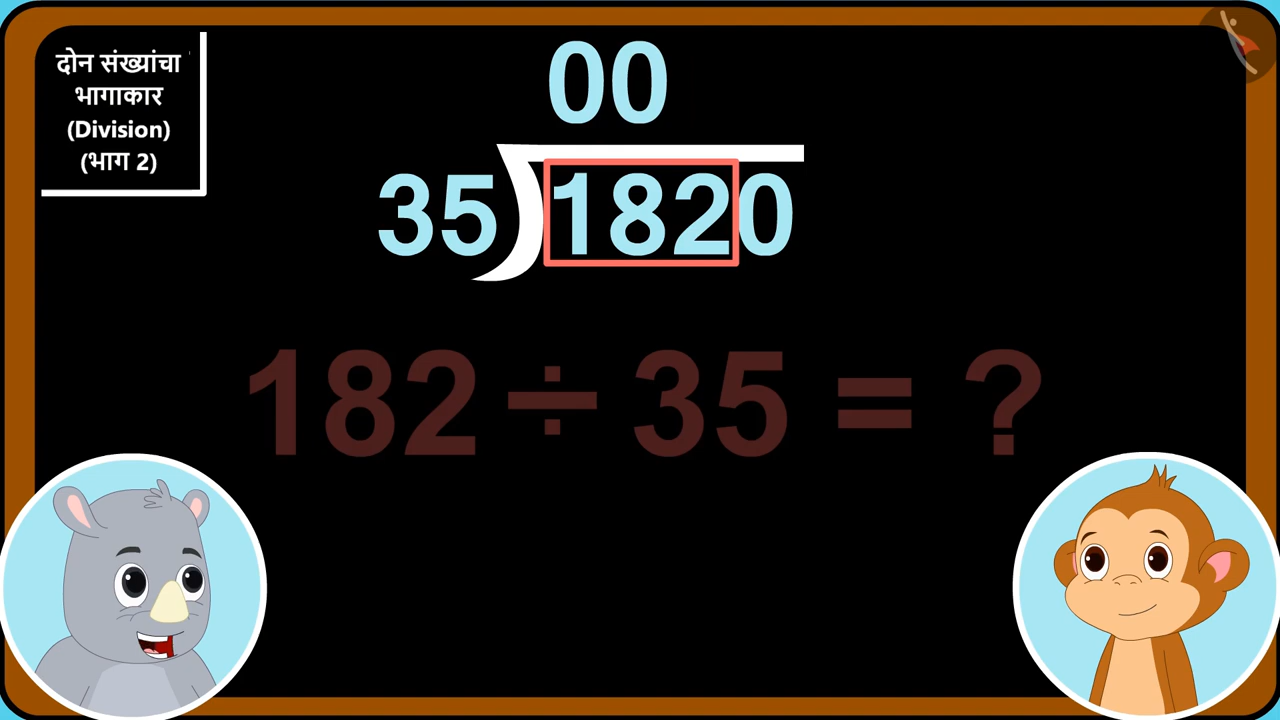 दोन संख्यांचा
भागाकार
(Division)
(भाग 2)
00
35)1820
182 ÷ 35 = ?